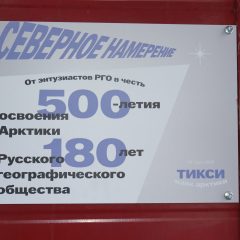 СЕВЕРНОЕ НАМЕРЕНИЕ
От энтузиастов РГО в честь
500-летия
освоения
Арктики
180 лет
Русского
географического
общества
ТИКСИ